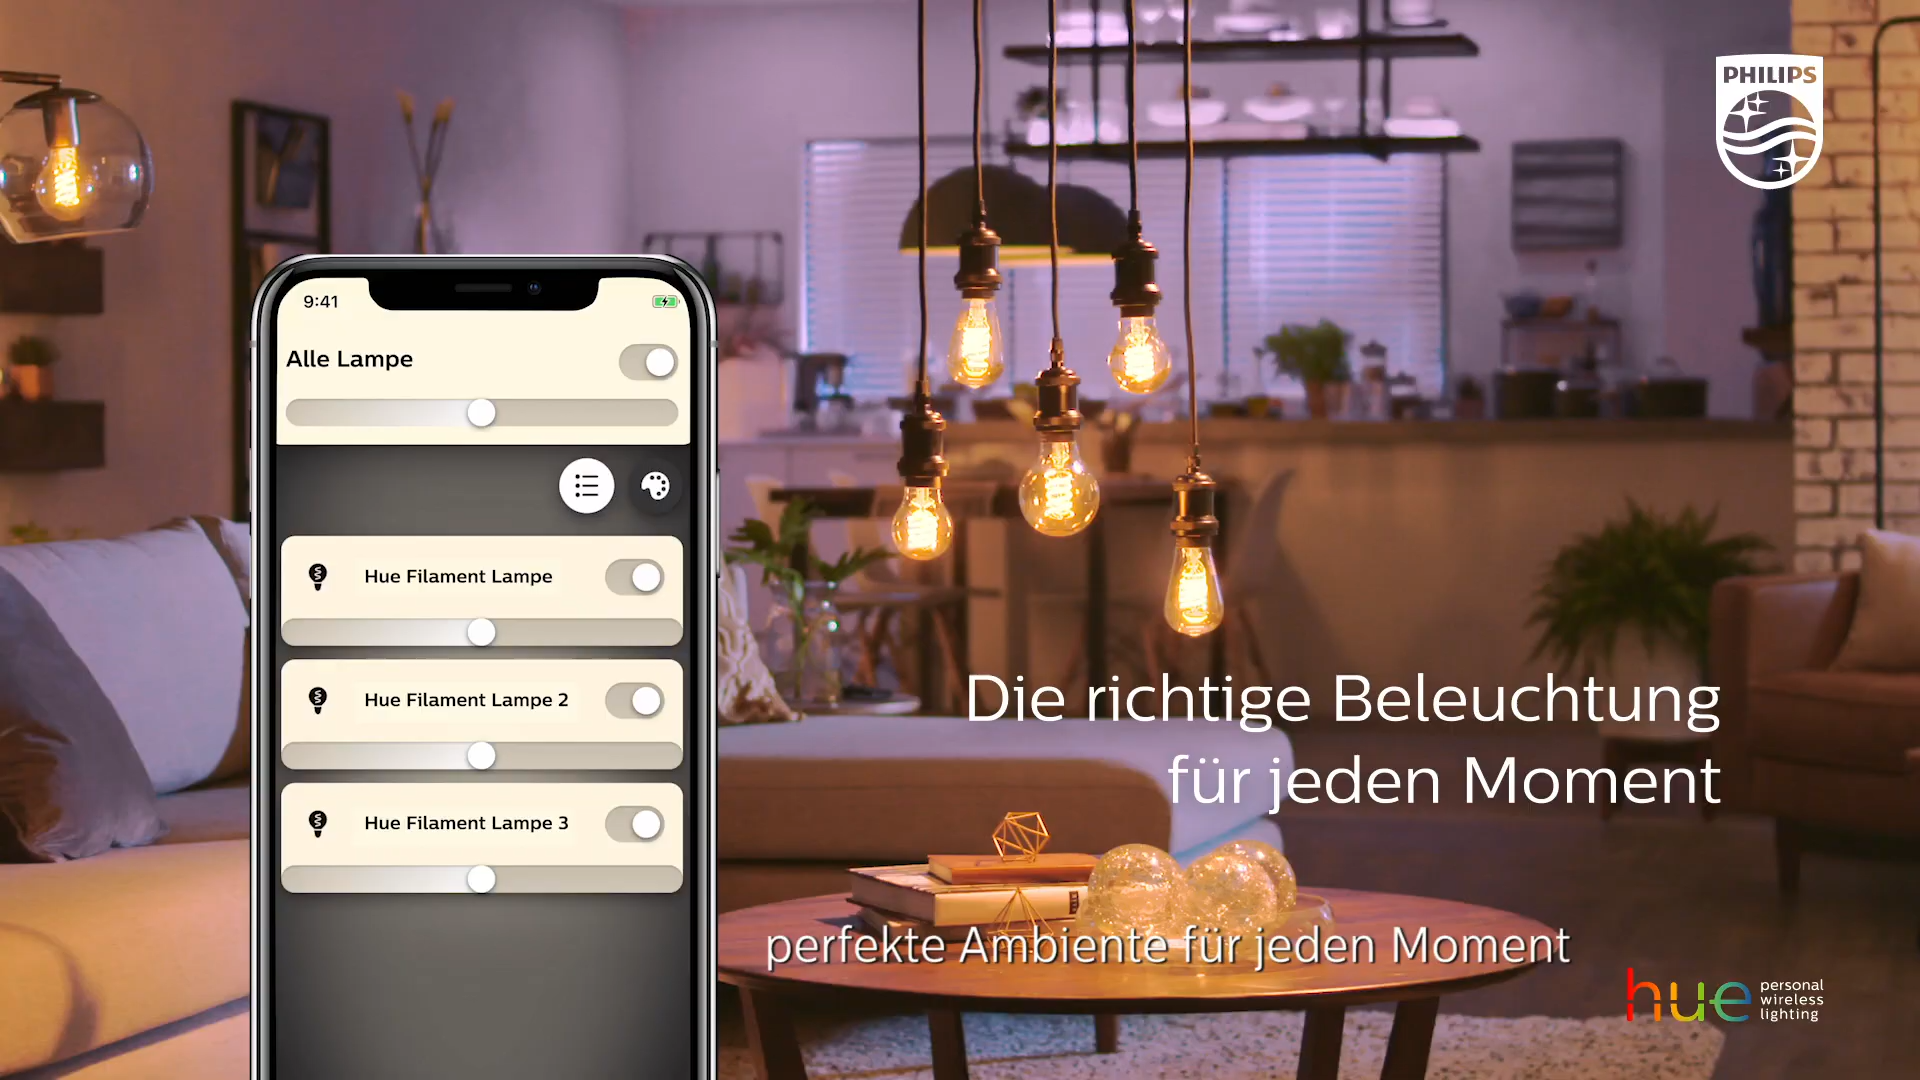 PHILIPS
9:41
Alle Lampe
Hue Filament Lampe
Hue Filament Lampe 2
Hue Filament Lampe 3
Die richtige Beleuchtung
für jeden Moment
perfekte Ambiente für jeden Moment
hue personal
wireless
lighting